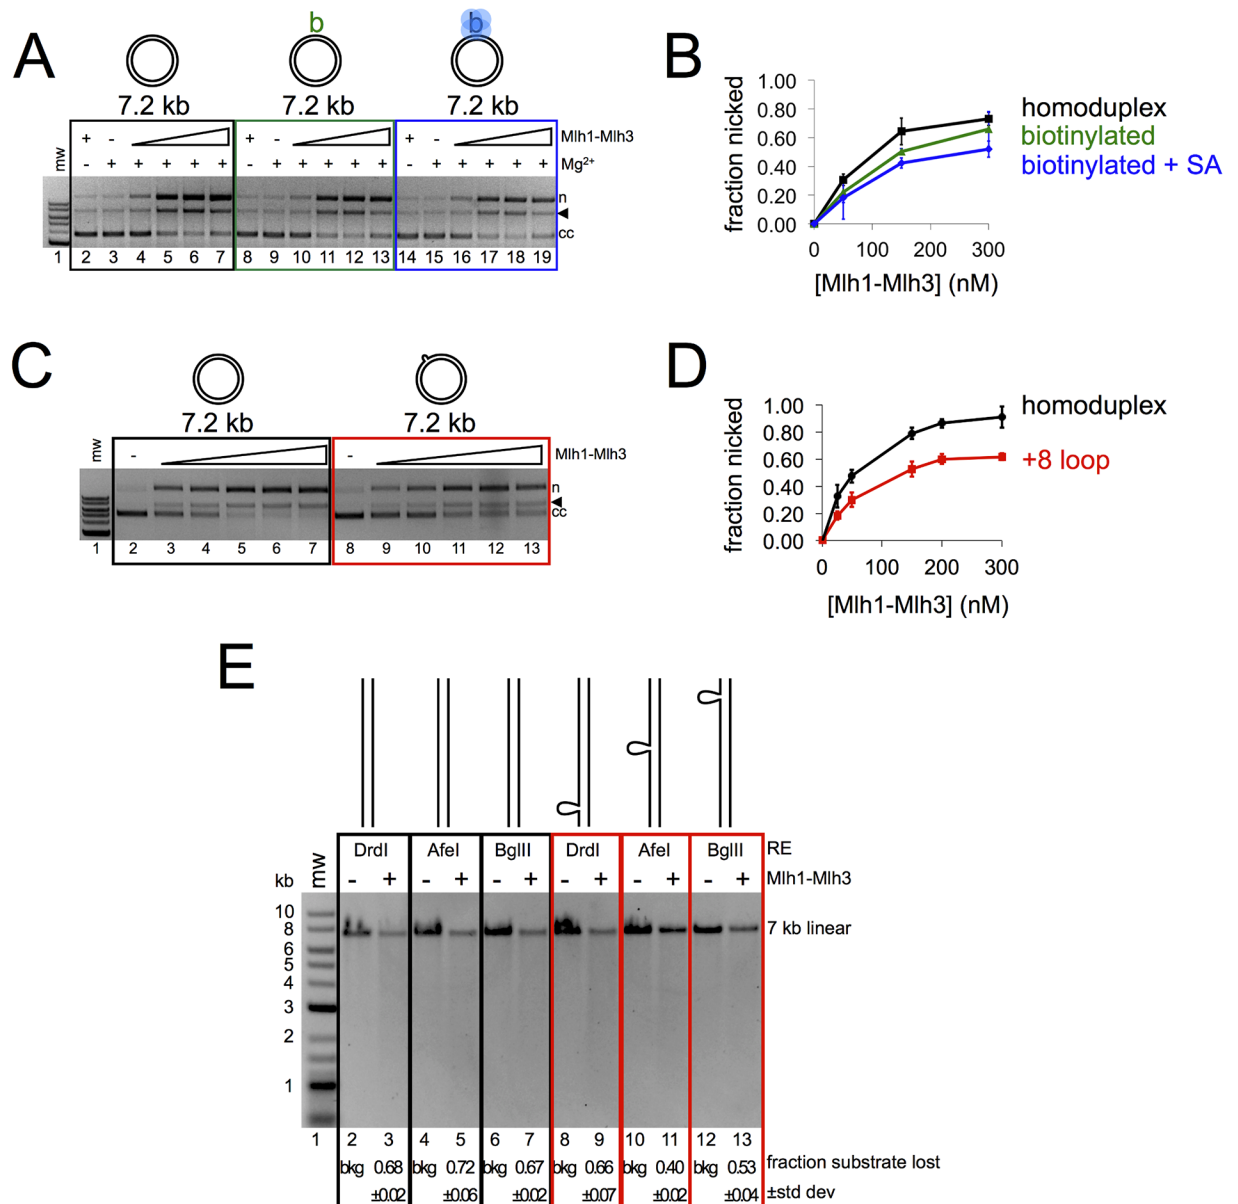 A
b
b
7.2 kb 7.2 kb 7.2 kb
mw
+ - + - + - Mlh1-Mlh3
- + + + + + - + + + + + - + + + + + Mg2+
n
cc
1 2 3 4 5 6 7 8 9 10 11 12 13 14 15 16 17 18 19
B
fraction nicked
1.00
0.80
0.60
0.40
0.20
0.00
0 100 200 300
[Mlh1-Mlh3] (nM)
homoduplex
biotinylated
biotinylated + SA
C
7.2 kb 7.2 kb
mw
- - Mlh1-Mlh3
n
cc
1 2 3 4 5 6 7 8 9 10 11 12 13
D
fraction nicked
1.00
0.80
0.60
0.40
0.20
0.00
0 100 200 300
[Mlh1-Mlh3] (nM)
homoduplex
+8 loop
E
DrdI AfeI BglII DrdI AfeI BglII RE
kb mw - + - + - + - + - + - + Mlh1-Mlh3
10
8
6
5
4
3
2
1
7 kb linear
1 2 3 4 5 6 7 8 9 10 11 12 13
bkg 0.68 bkg 0.72 bkg 0.67 bkg 0.66 bkg 0.40 bkg 0.53 fraction substrate lost
±0.02 ±0.06 ±0.02 ±0.07 ±0.02 ±0.04 ±std dev